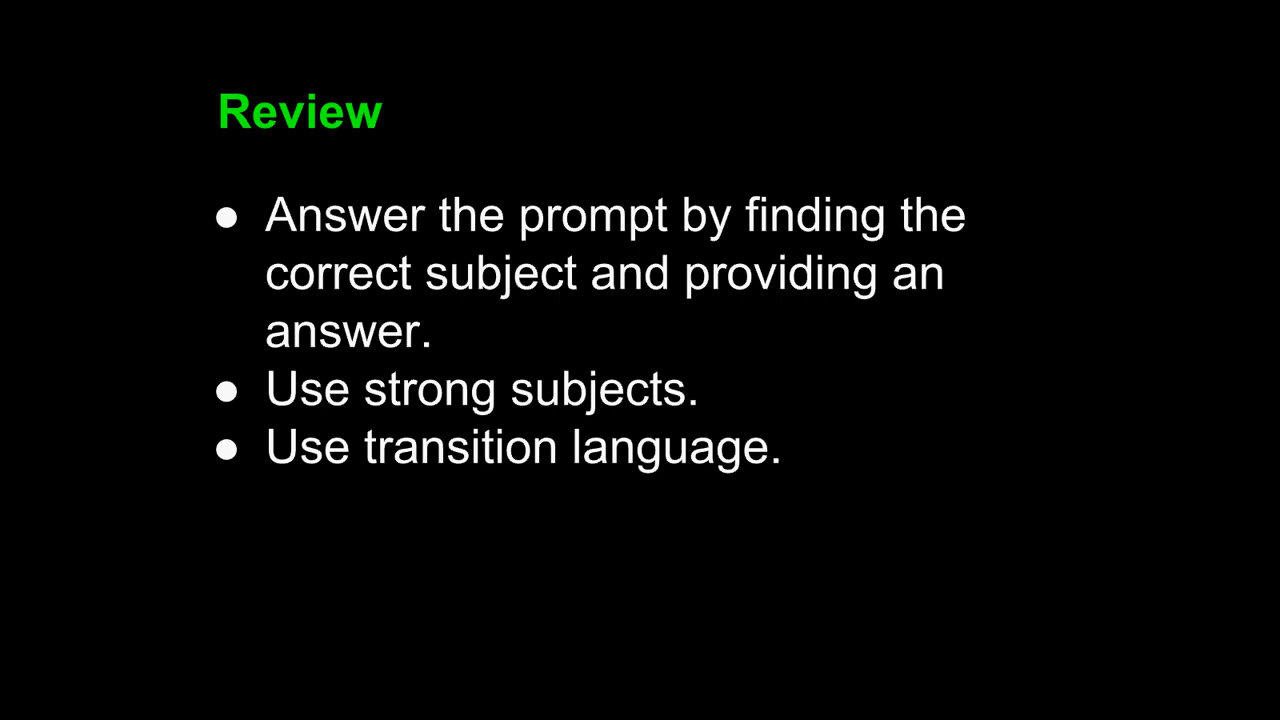 Review
● Answer the prompt by finding the
correct subject and providing an
answer.
● Use strong subjects.
● Use transition language.